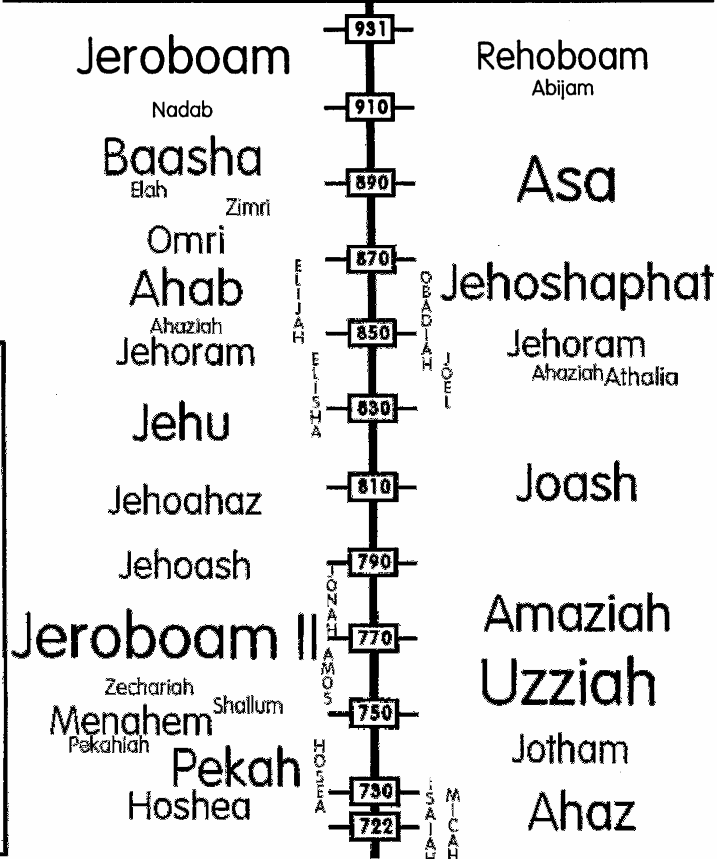 931
Jeroboam
Rehoboam
Abijam
Nadab
910
Baasha
Elah
890
Asa
Zimri
Omri
870
Ahab
ELIJAH
OBADIAH
Jehoshaphat
Ahaziah
850
Jehoram
Jehoram
ELISHA
JOEL
Ahaziah
Athalia
830
Jehu
810
Joash
Jehoahaz
790
Jehoash
JONAH
Amaziah
Jeroboam II
770
AMOS
Uzziah
Zechariah
Shallum
Menahem
750
Pekahiah
Jotham
HOSEA
Pekah
730
Hoshea
ISAIAH
MICAH
Ahaz
722